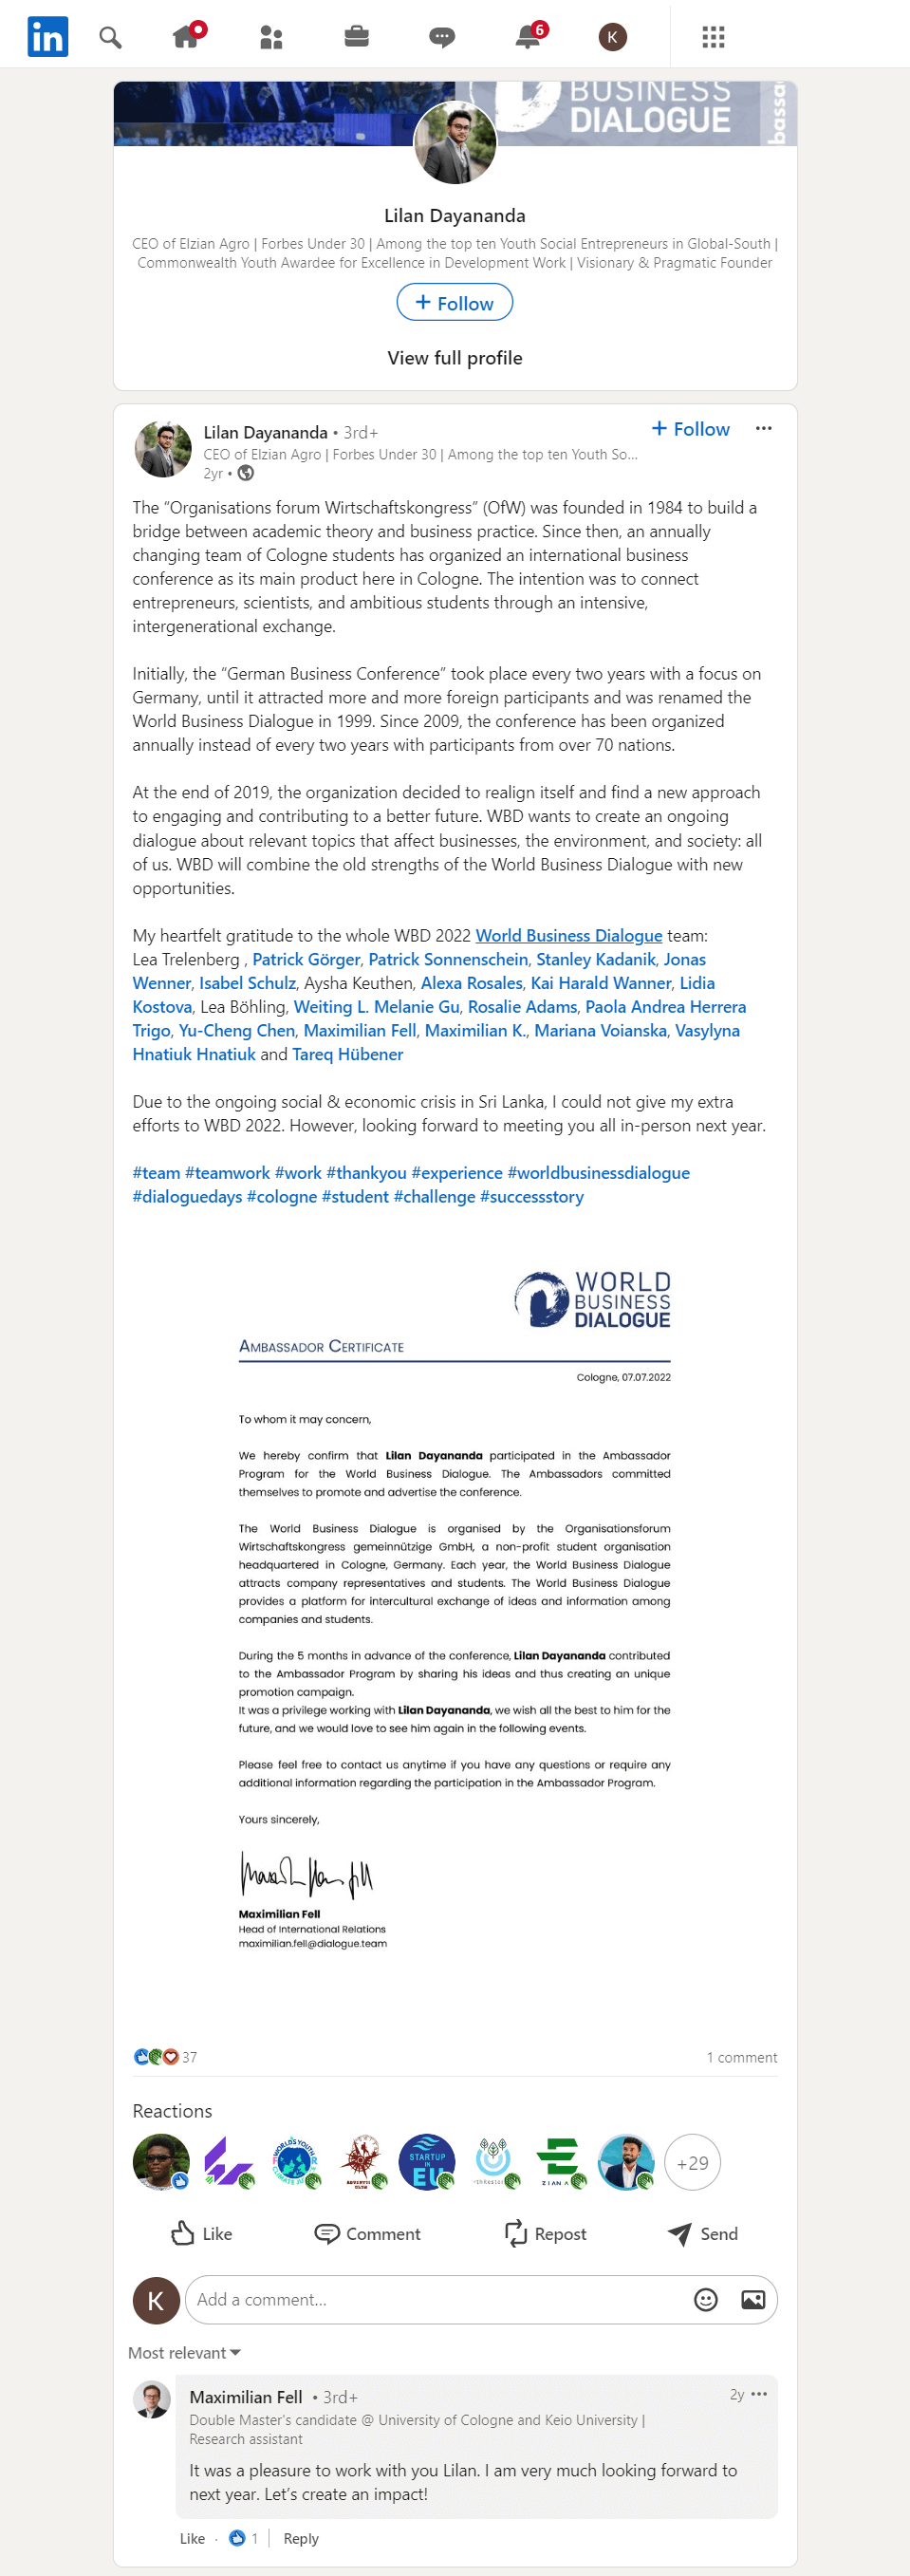 in
6
K
BUSINESS
DIALOGUE
bassa
Lilan Dayananda
CEO of Elzian Agro | Forbes Under 30 | Among the top ten Youth Social Entrepreneurs in Global-South |
Commonwealth Youth Awardee for Excellence in Development Work | Visionary & Pragmatic Founder
+ Follow
View full profile
Lilan Dayananda • 3rd+
+ Follow
CEO of Elzian Agro | Forbes Under 30 | Among the top ten Youth So...
2yr •
The “Organisations forum Wirtschaftskongress” (OfW) was founded in 1984 to build a
bridge between academic theory and business practice. Since then, an annually
changing team of Cologne students has organized an international business
conference as its main product here in Cologne. The intention was to connect
entrepreneurs, scientists, and ambitious students through an intensive,
intergenerational exchange.
Initially, the “German Business Conference” took place every two years with a focus on
Germany, until it attracted more and more foreign participants and was renamed the
World Business Dialogue in 1999. Since 2009, the conference has been organized
annually instead of every two years with participants from over 70 nations.
At the end of 2019, the organization decided to realign itself and find a new approach
to engaging and contributing to a better future. WBD wants to create an ongoing
dialogue about relevant topics that affect businesses, the environment, and society: all
of us. WBD will combine the old strengths of the World Business Dialogue with new
opportunities.
My heartfelt gratitude to the whole WBD 2022 World Business Dialogue team:
Lea Trelenberg , Patrick Görger, Patrick Sonnenschein, Stanley Kadanik, Jonas
Wenner, Isabel Schulz, Aysha Keuthen, Alexa Rosales, Kai Harald Wanner, Lidia
Kostova, Lea Böhling, Weiting L. Melanie Gu, Rosalie Adams, Paola Andrea Herrera
Trigo, Yu-Cheng Chen, Maximilian Fell, Maximilian K., Mariana Voianska, Vasylyna
Hnatiuk Hnatiuk and Tareq Hübener
Due to the ongoing social & economic crisis in Sri Lanka, I could not give my extra
efforts to WBD 2022. However, looking forward to meeting you all in-person next year.
#team #teamwork #work #thankyou #experience #worldbusinessdialogue
#dialoguedays #cologne #student #challenge #successstory
WORLD
BUSINESS
DIALOGUE
AMBASSADOR CERTIFICATE
Cologne, 07.07.2022
To whom it may concern,
We hereby confirm that Lilan Dayananda participated in the Ambassador
Program for the World Business Dialogue. The Ambassadors committed
themselves to promote and advertise the conference.
The World Business Dialogue is organised by the Organisationsforum
Wirtschaftskongress gemeinnützige GmbH, a non-profit student organisation
headquartered in Cologne, Germany. Each year, the World Business Dialogue
attracts company representatives and students. The World Business Dialogue
provides a platform for intercultural exchange of ideas and information among
companies and students.
During the 5 months in advance of the conference, Lilan Dayananda contributed
to the Ambassador Program by sharing his ideas and thus creating an unique
promotion campaign.
It was a privilege working with Lilan Dayananda, we wish all the best to him for the
future, and we would love to see him again in the following events.
Please feel free to contact us anytime if you have any questions or require any
additional information regarding the participation in the Ambassador Program.
Yours sincerely,
Maximilian Fell
Head of International Relations
maximilian.fell@dialogue.team
37
1 comment
Reactions
STARTUP
IN
EU
+29
Like
Comment
Repost
Send
K
Add a comment...
Most relevant
Maximilian Fell • 3rd+
2y
Double Master's candidate @ University of Cologne and Keio University |
Research assistant
It was a pleasure to work with you Lilan. I am very much looking forward to
next year. Let's create an impact!
Like · 1 | Reply